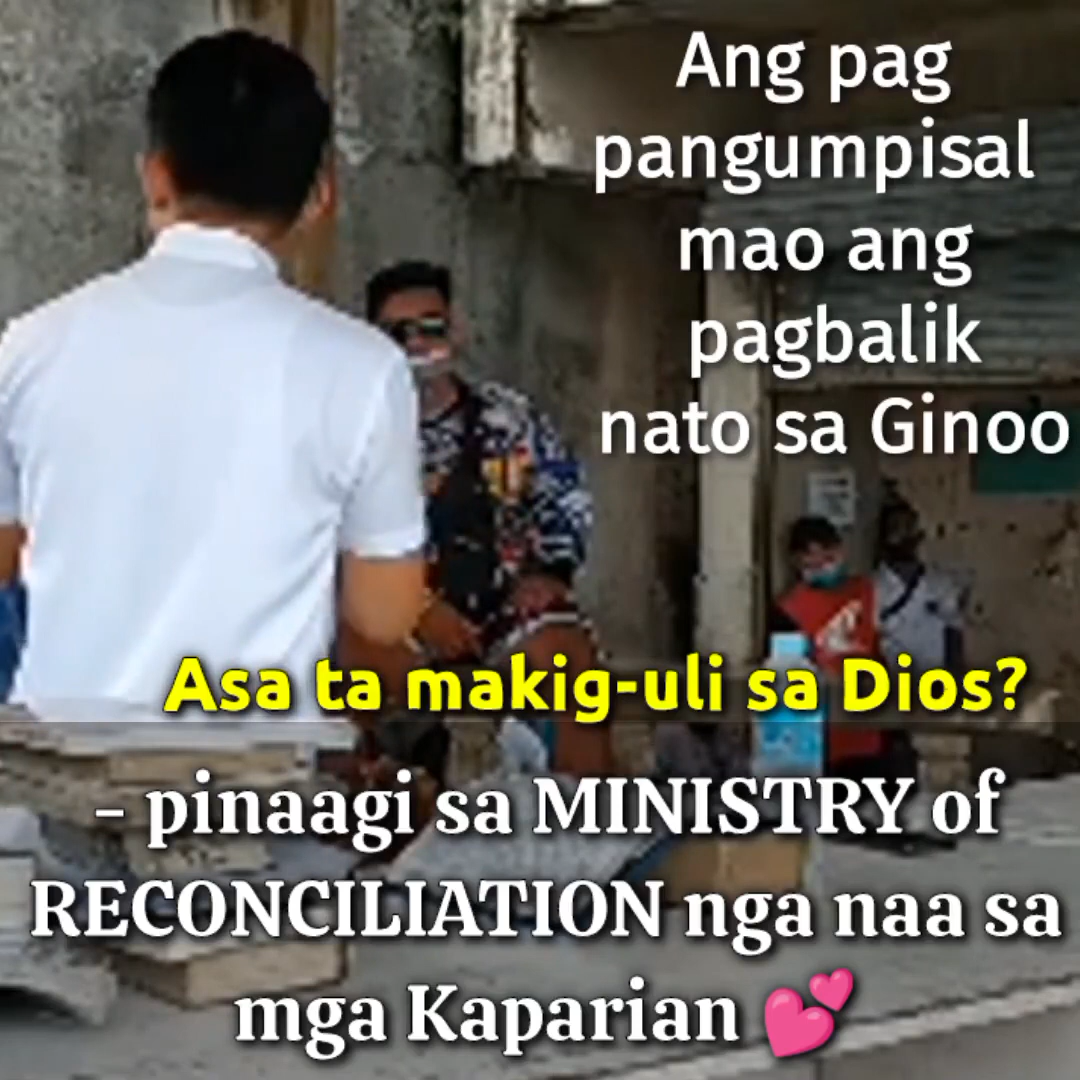 Ang pag
pangumpisal
mao ang
pagbalik
nato sa Ginoo
Asa ta makig-uli sa Dios?
- pinaagi sa MINISTRY of
RECONCILIATION nga naa sa
mga Kaparian 💕